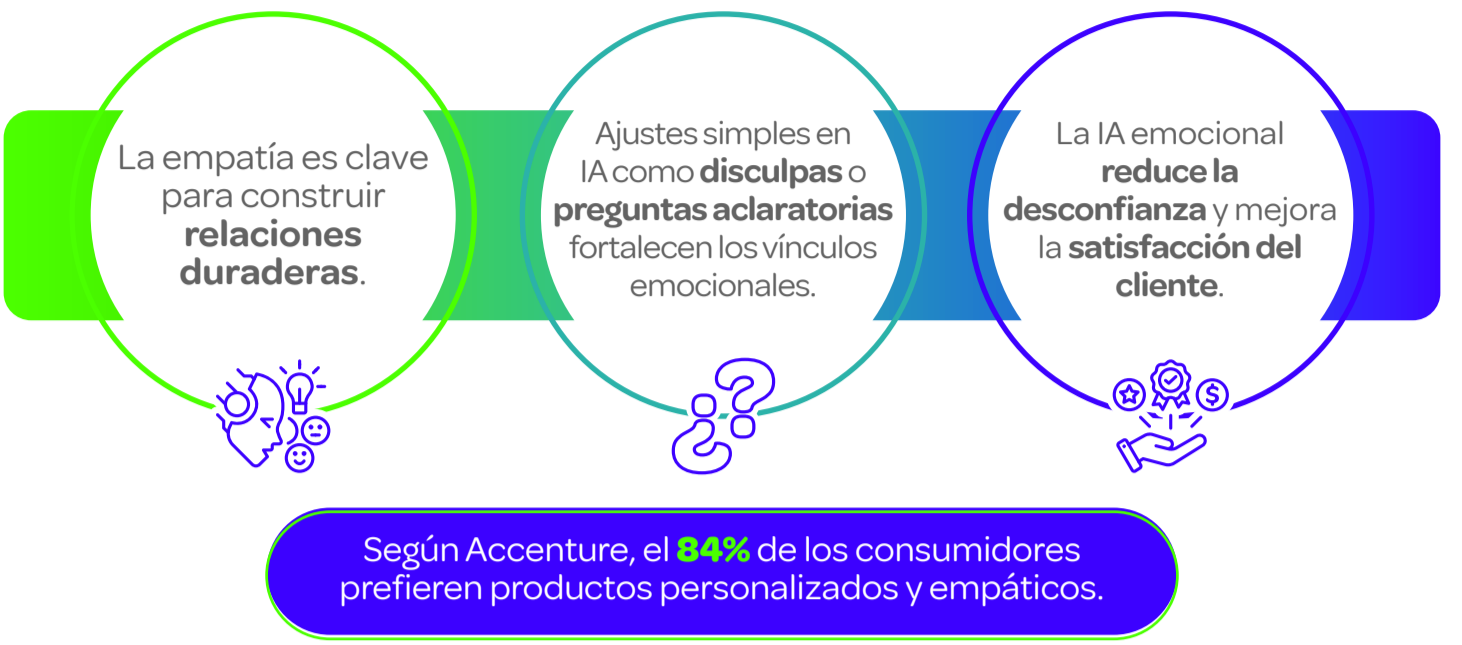 La empatía es clave
para construir
relaciones
duraderas.
Ajustes simples en
IA como disculpas o
preguntas aclaratorias
fortalecen los vínculos
emocionales.
La IA emocional
reduce la
desconfianza y mejora
la satisfacción del
cliente.
Según Accenture, el 84% de los consumidores
prefieren productos personalizados y empáticos.